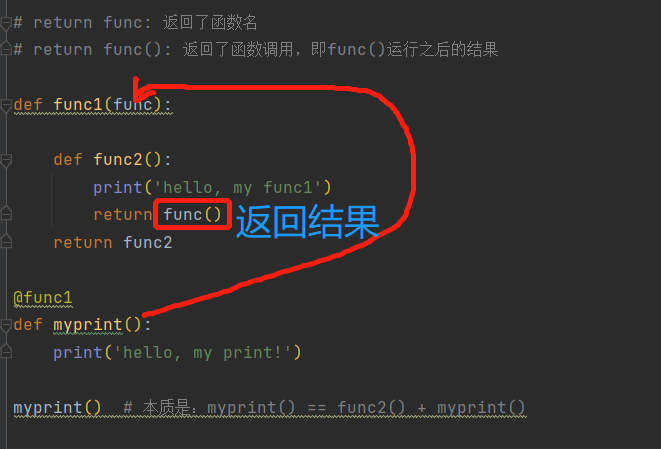 # return func: 返回了函数名
# return func(): 返回了函数调用，即func()运行之后的结果
def func1(func):
def func2():
print('hello, my func1')
return func() 返回结果
return func2
@func1
def myprint():
print('hello, my print!')
myprint()  # 本质是：myprint() == func2() + myprint()